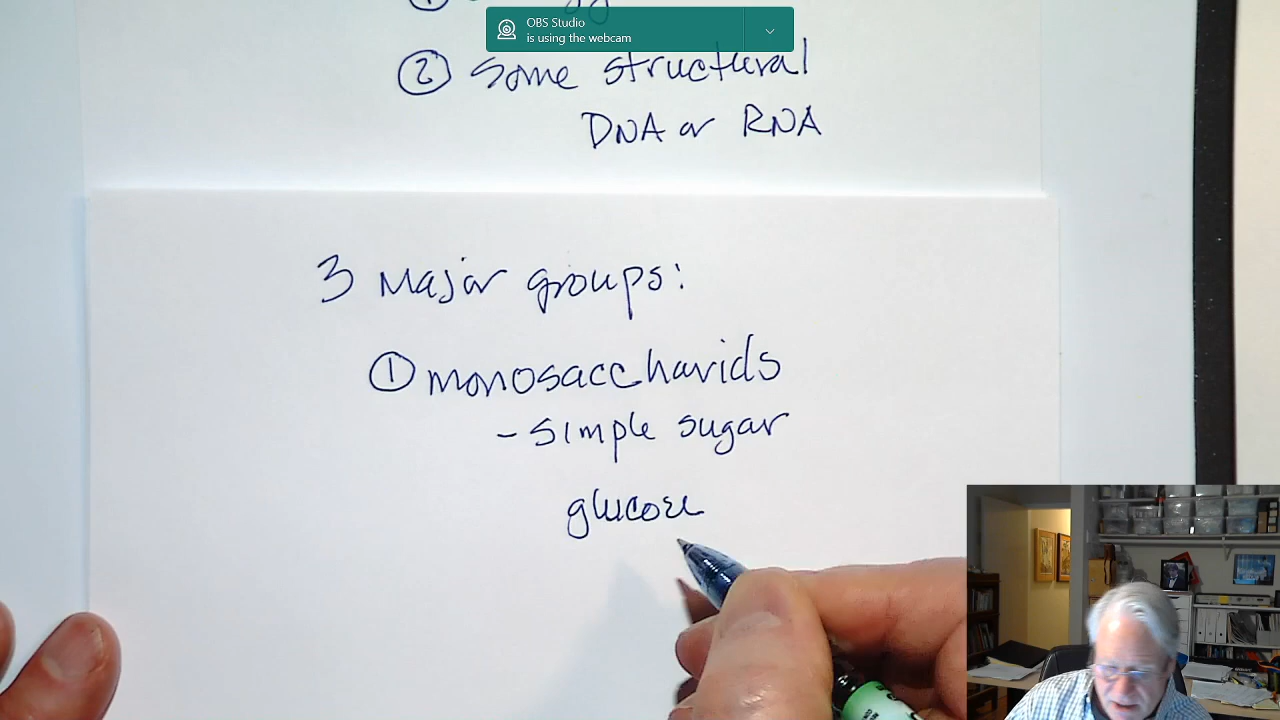 ①
OBS Studio
is using the webcam
② Some structural
DNA or RNA
3 Major groups:
① monosaccharids
- simple sugar
glucose